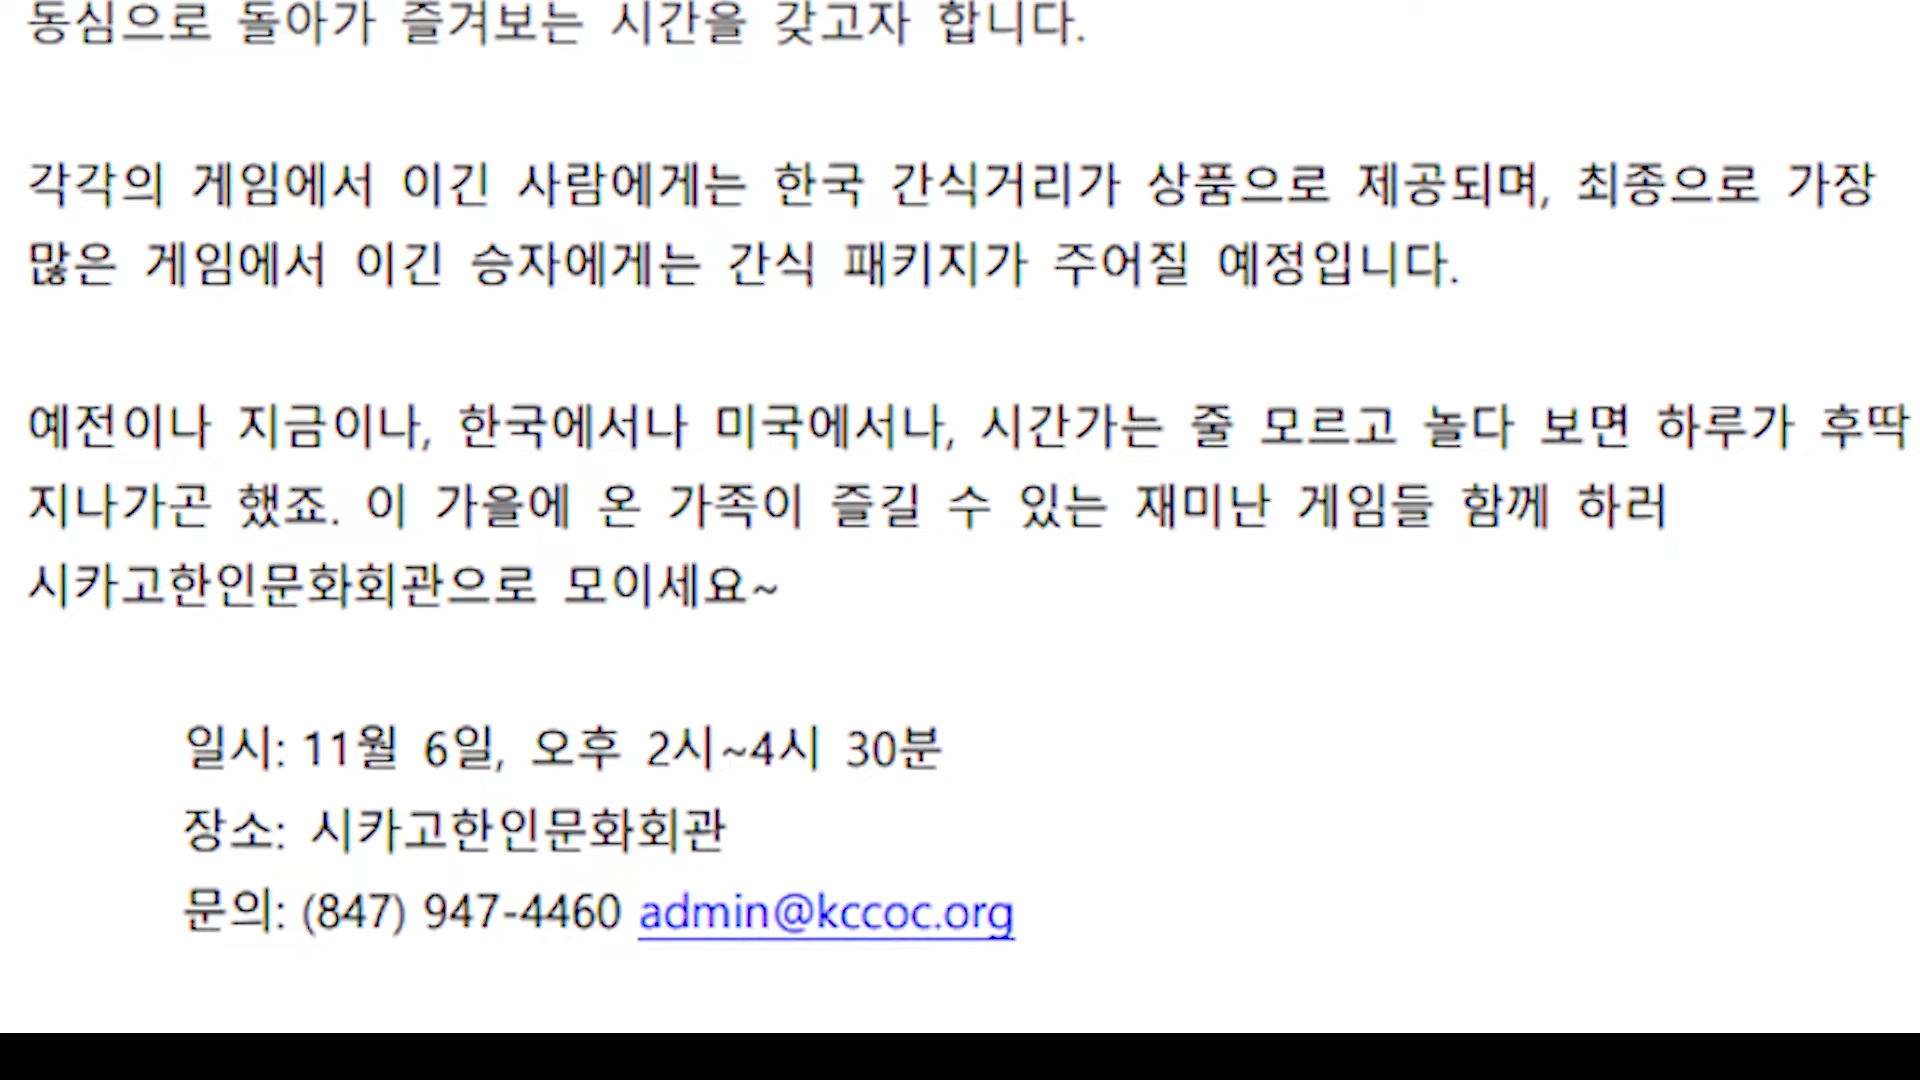 동심으로 돌아가 즐겨보는 시간을 갖고자 합니다.
각각의 게임에서 이긴 사람에게는 한국 간식거리가 상품으로 제공되며, 최종으로 가장
많은 게임에서 이긴 승자에게는 간식 패키지가 주어질 예정입니다.
예전이나 지금이나, 한국에서나 미국에서나, 시간가는 줄 모르고 놀다 보면 하루가 후딱
지나가곤 했죠. 이 가을에 온 가족이 즐길 수 있는 재미난 게임들 함께 하러
시카고한인문화회관으로 모이세요~
일시: 11월 6일, 오후 2시~4시 30분
장소: 시카고한인문화회관
문의: (847) 947-4460 admin@kccoc.org